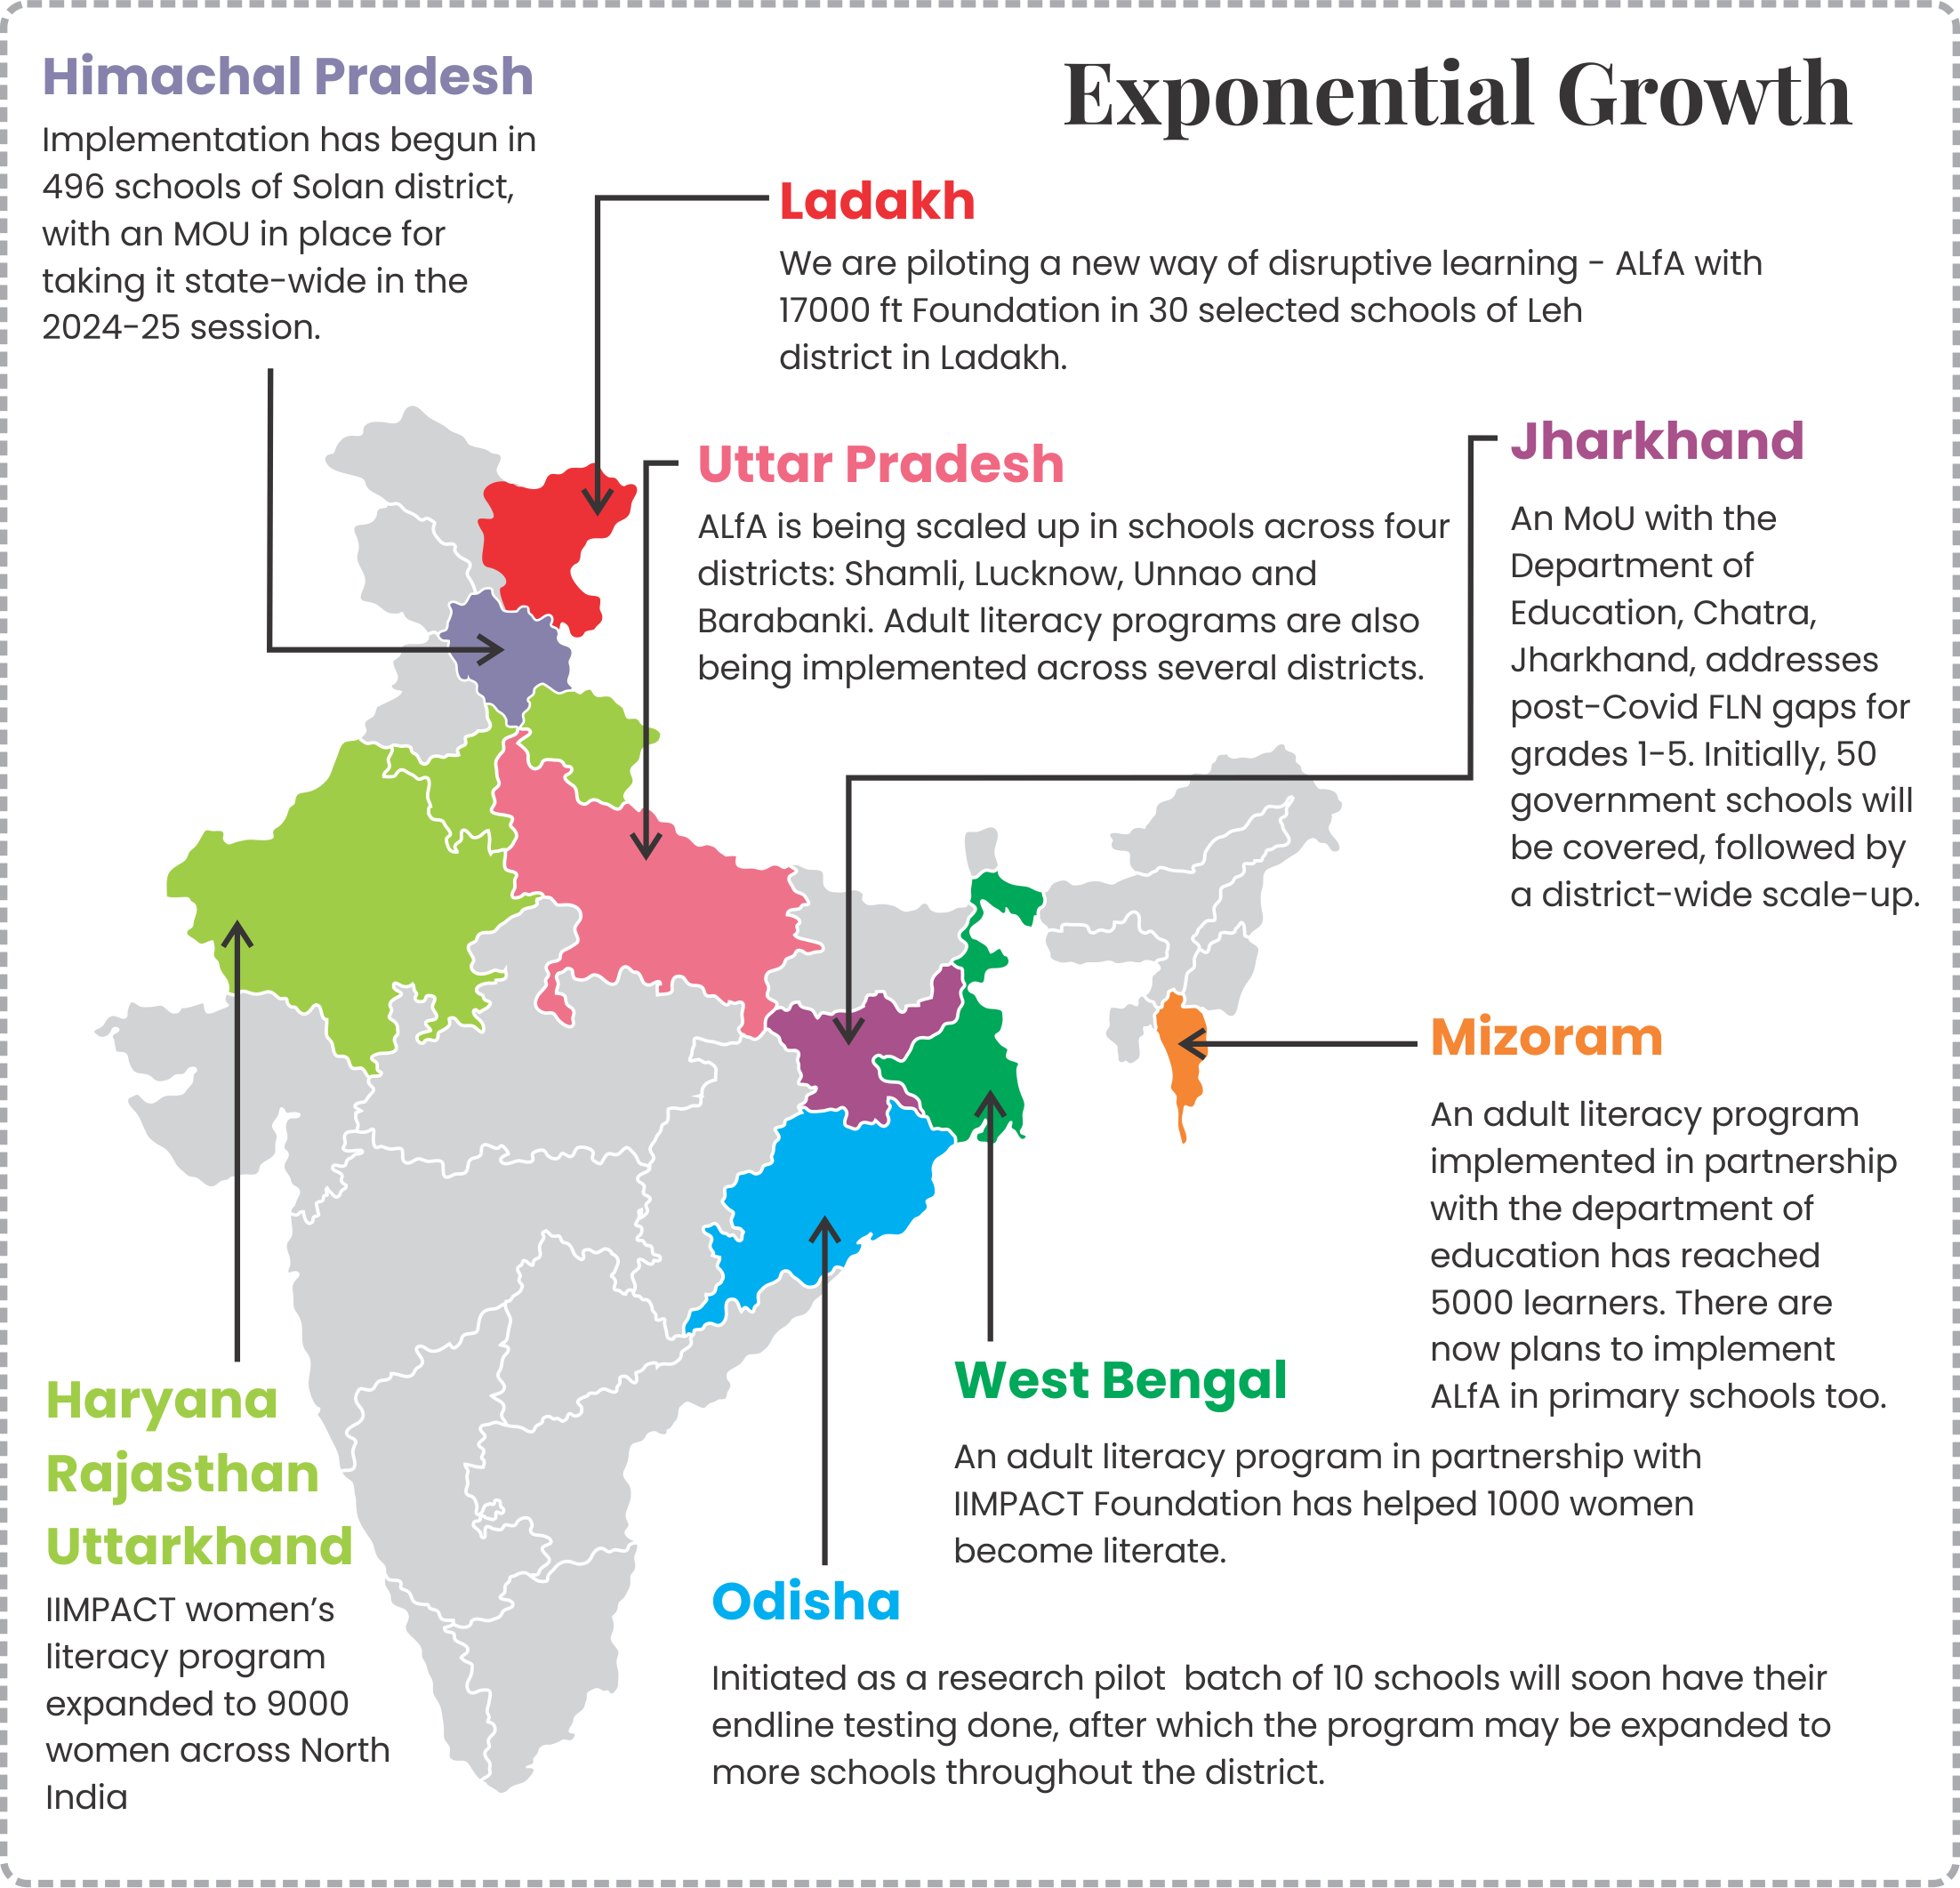 Exponential Growth
Himachal Pradesh
Implementation has begun in
496 schools of Solan district,
with an MOU in place for
taking it state-wide in the
2024-25 session.
Ladakh
We are piloting a new way of disruptive learning - ALfA with
17000 ft Foundation in 30 selected schools of Leh
district in Ladakh.
Uttar Pradesh
ALfA is being scaled up in schools across four
districts: Shamli, Lucknow, Unnao and
Barabanki. Adult literacy programs are also
being implemented across several districts.
Jharkhand
An MoU with the
Department of
Education, Chatra,
Jharkhand, addresses
post-Covid FLN gaps for
grades 1-5. Initially, 50
government schools will
be covered, followed by
a district-wide scale-up.
Mizoram
An adult literacy program
implemented in partnership
with the department of
education has reached
5000 learners. There are
now plans to implement
ALfA in primary schools too.
West Bengal
An adult literacy program in partnership with
IIMPACT Foundation has helped 1000 women
become literate.
Haryana
Rajasthan
Uttarkhand
IIMPACT women’s
literacy program
expanded to 9000
women across North
India
Odisha
Initiated as a research pilot  batch of 10 schools will soon have their
endline testing done, after which the program may be expanded to
more schools throughout the district.